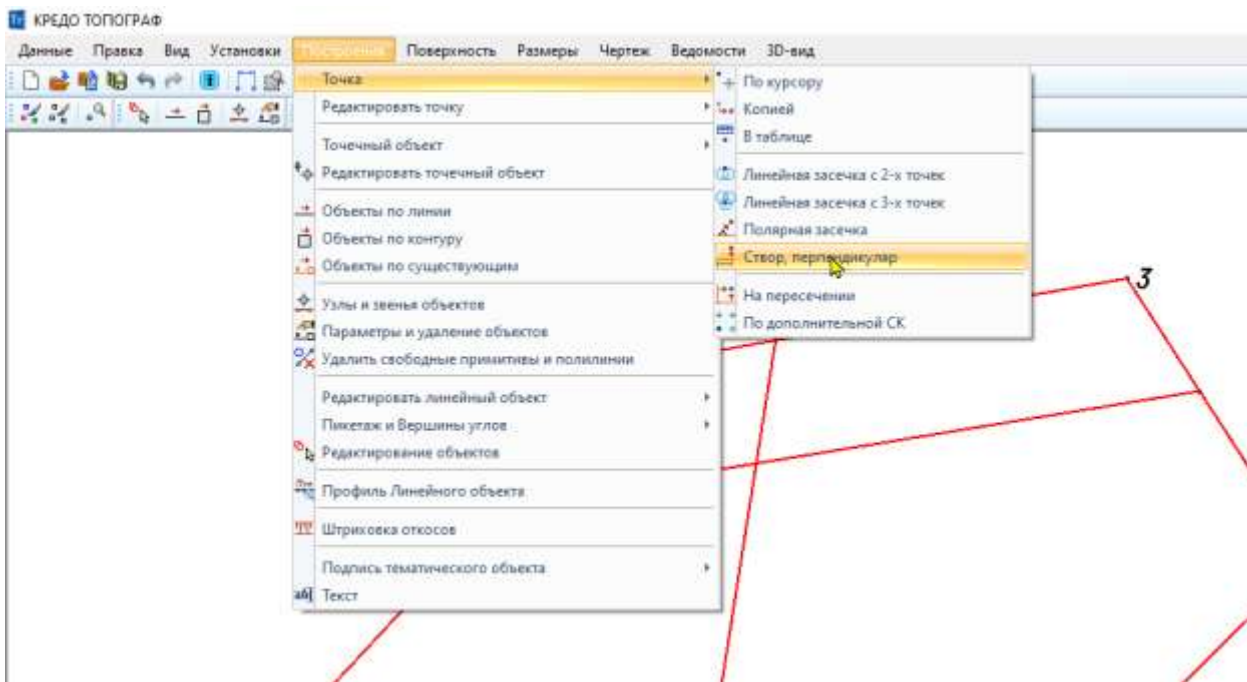 Тг КРЕДО ТОПОГРАФ
Данные Правка Вид Установки Построения Поверхность Размеры Чертеж Ведомости 3D-вид
Точка
Редактировать точку
Точечный объект
Редактировать точечный объект
Объекты по линии
Объекты по контуру
Объекты по существующим
Узлы и звенья объектов
Параметры и удаление объектов
Удалить свободные примитивы и полилинии
Редактировать линейный объект
Пикетаж и Вершины углов
Редактирование объектов
Профиль Линейного объекта
Штриховка откосов
Подпись тематического объекта
аб Текст
По курсору
Копией
В таблице
Линейная засечка с 2-х точек
Линейная засечка с 3-х точек
Полярная засечка
Створ, перпендикуляр
На пересечении
По дополнительной СК
3